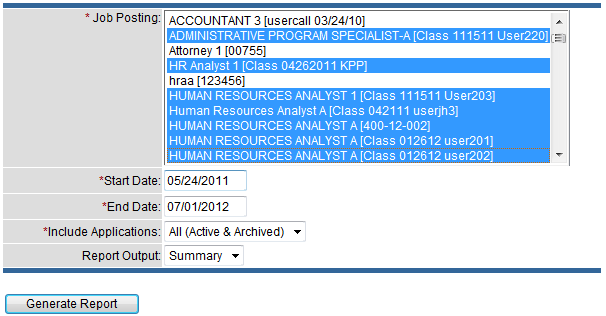 * Job Posting:
ACCOUNTANT 3 [usercall 03/24/10]
ADMINISTRATIVE PROGRAM SPECIALIST-A [Class 111511 User220]
Attorney 1 [00755]
HR Analyst 1 [Class 04262011 KPP]
hraa [123456]
HUMAN RESOURCES ANALYST 1 [Class 111511 User203]
Human Resources Analyst A [Class 042111 userjh3]
HUMAN RESOURCES ANALYST A [400-12-002]
HUMAN RESOURCES ANALYST A [Class 012612 user201]
HUMAN RESOURCES ANALYST A [Class 012612 user202]
*Start Date: 05/24/2011
*End Date: 07/01/2012
*Include Applications: All (Active & Archived)
Report Output: Summary
Generate Report